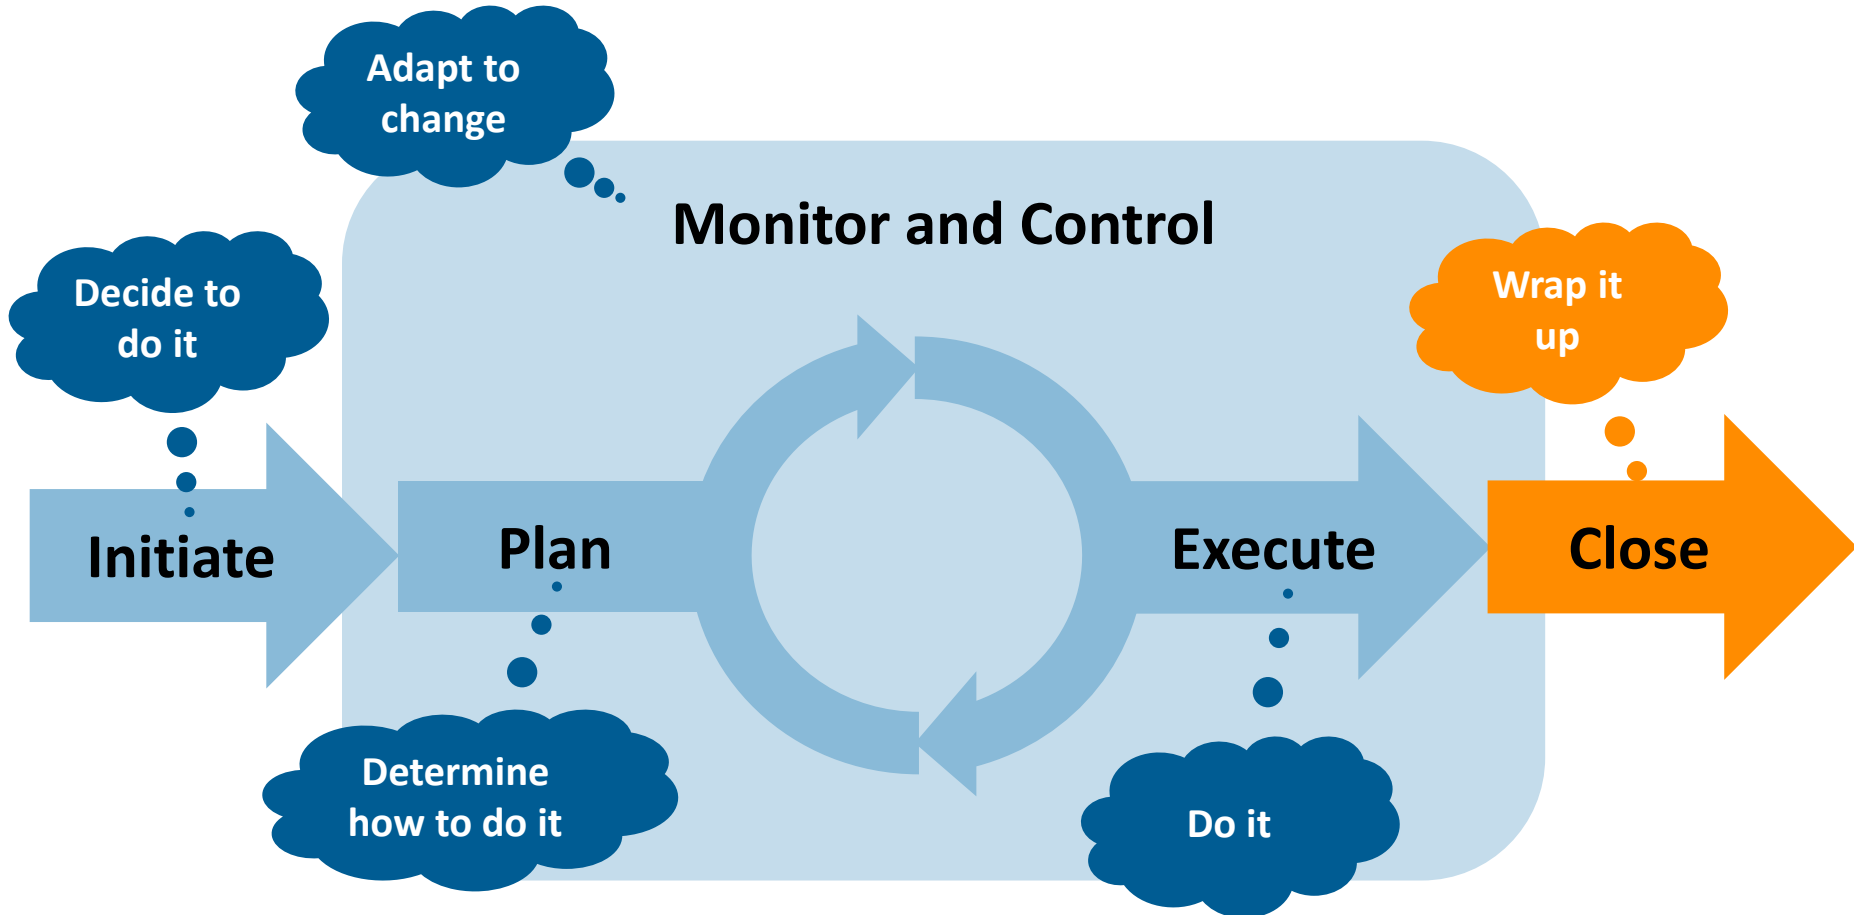 Adapt to
change
Monitor and Control
Decide to
do it
Wrap it
up
Initiate
Plan
Execute
Close
Determine
how to do it
Do it